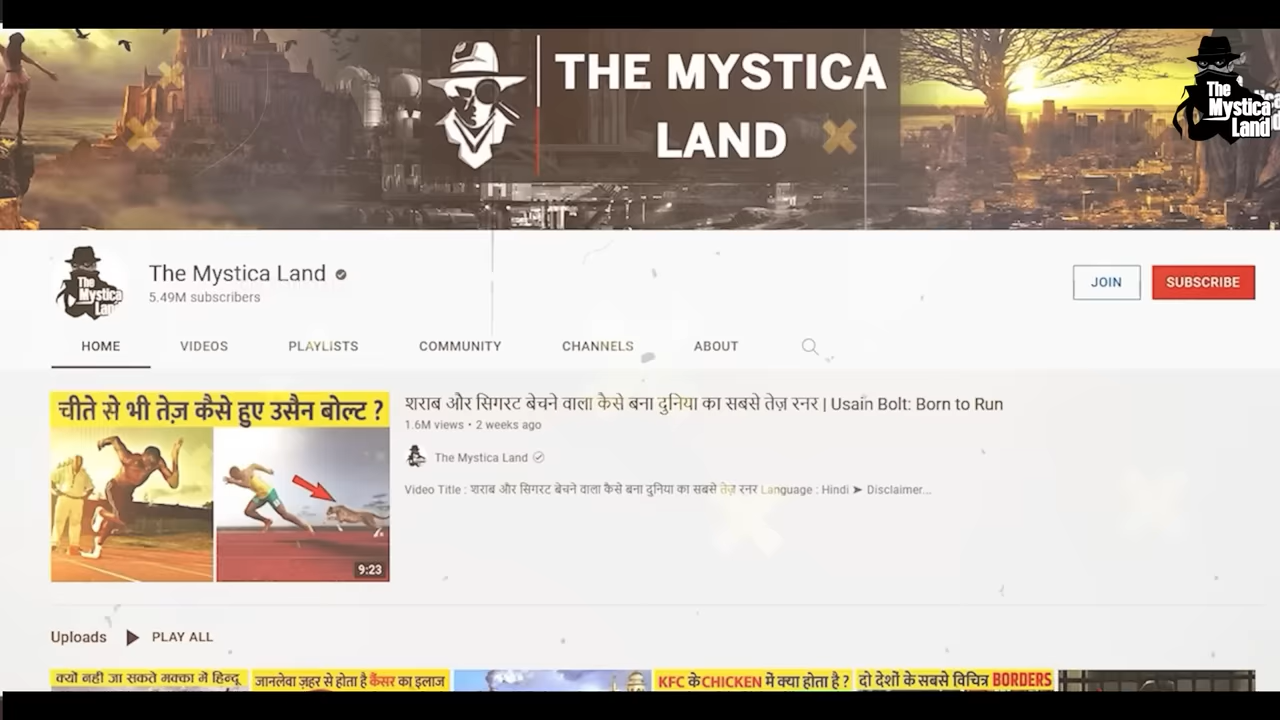 THE MYSTICA
LAND
The
Mystica
Land
The Mystica Land
5.49M subscribers
The
Mystica
Land
JOIN
SUBSCRIBE
HOME
VIDEOS
PLAYLISTS
COMMUNITY
CHANNELS
ABOUT
चीते से भी तेज़ कैसे हुए उसैन बोल्ट ?
9:23
शराब और सिगरट बेचने वाला कैसे बना दुनिया का सबसे तेज़ रनर | Usain Bolt: Born to Run
1.6M views • 2 weeks ago
The Mystica Land
Video Title : शराब और सिगरट बेचने वाला कैसे बना दुनिया का सबसे तेज़ रनर Language : Hindi ➤ Disclaimer...
Uploads
PLAY ALL
क्यों नही जा सकते मक्का में हिन्दू
जानलेवा ज़हर से होता है कैंसर का इलाज
KFC के CHICKEN में क्या होता है ?
दो देशों के सबसे विचित्र BORDERS